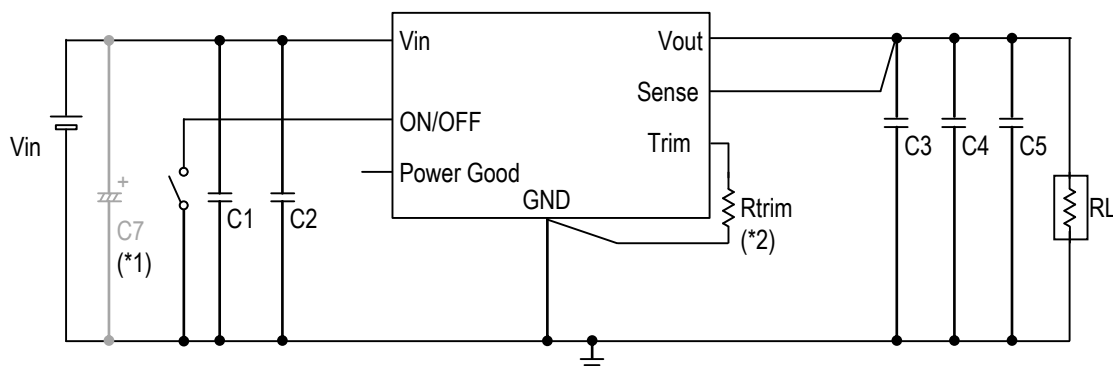 Vin
Vout
Sense
ON/OFF
Vin
C3
C4
C5
Trim
Power Good
GND
+
C7
(*1)
C1
C2
Rtrim
(*2)
RL